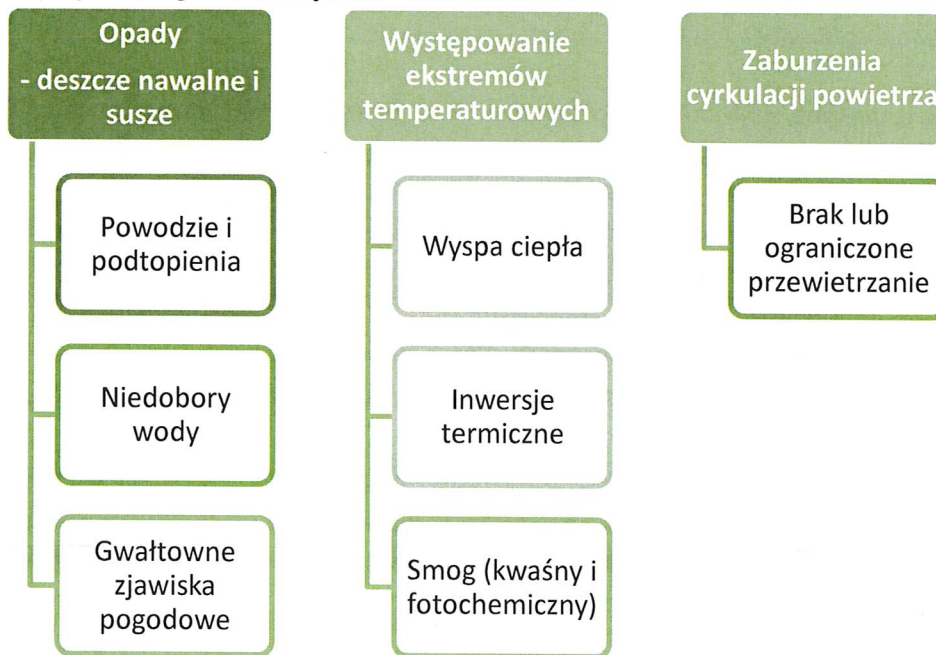 Opady
- deszcze nawalne i
susze
Powodzie i
podtopienia
Niedobory
wody
Gwałtowne
zjawiska
pogodowe
Występowanie
ekstremów
temperaturowych
Wyspa ciepła
Inwersje
termiczne
Smog (kwaśny i
fotochemiczny)
Zaburzenia
cyrkulacji powietrza
Brak lub
ograniczone
przewietrzanie